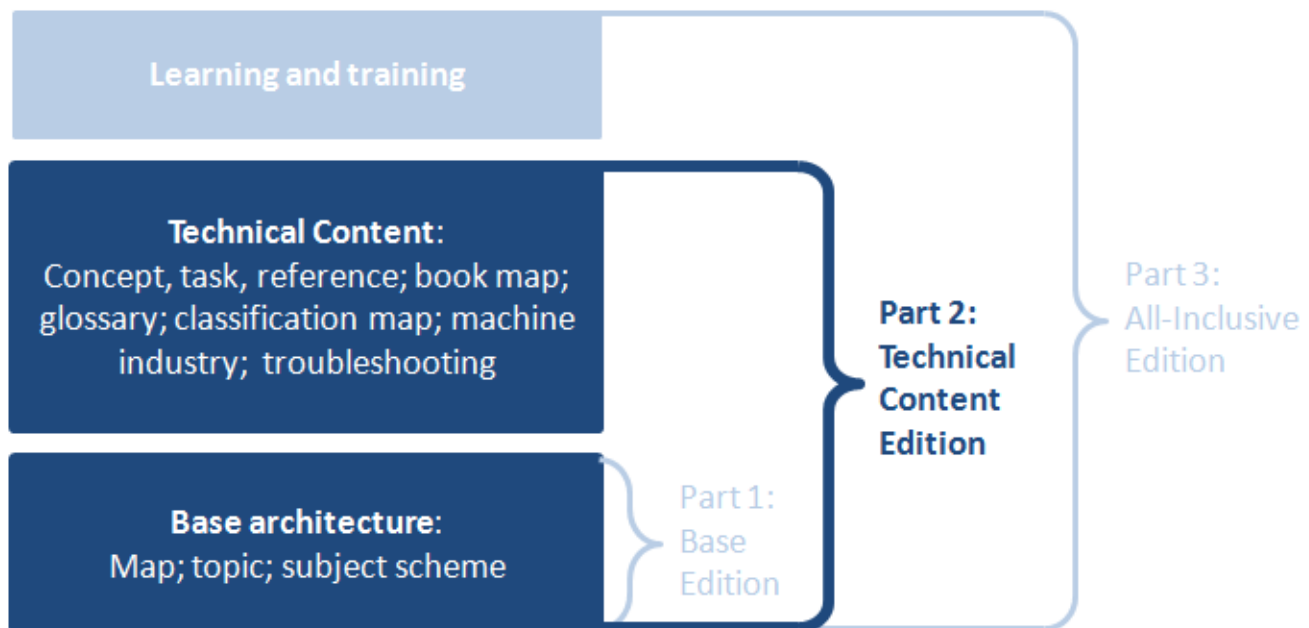 Learning and training
Technical Content:
Concept, task, reference; book map;
glossary; classification map; machine
industry; troubleshooting
Part 3:
All-Inclusive
Edition
Part 2:
Technical
Content
Edition
Base architecture:
Map; topic; subject scheme
Part 1:
Base
Edition